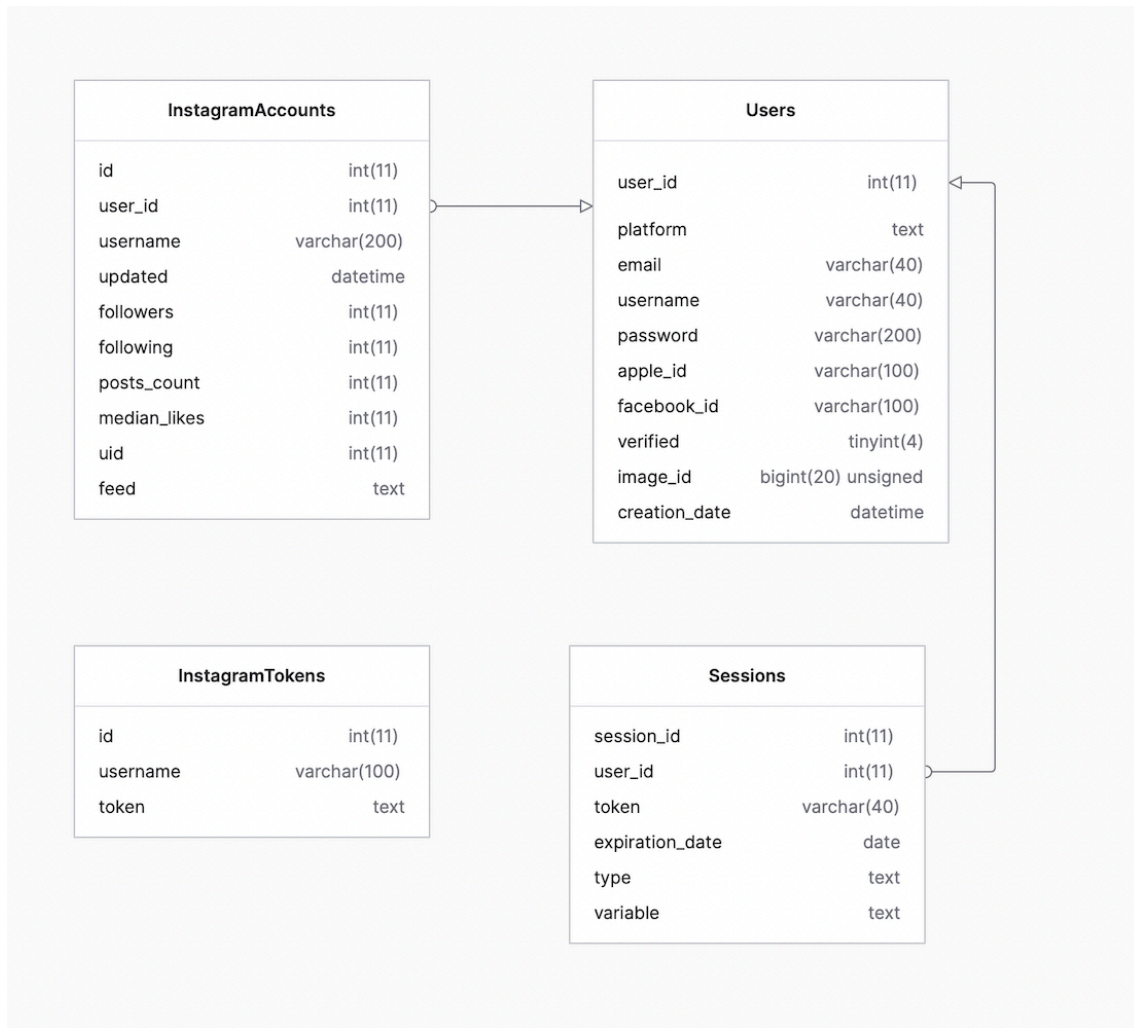 InstagramAccounts
id int(11)
user_id int(11)
username varchar(200)
updated datetime
followers int(11)
following int(11)
posts_count int(11)
median_likes int(11)
uid int(11)
feed text
Users
user_id int(11)
platform text
email varchar(40)
username varchar(40)
password varchar(200)
apple_id varchar(100)
facebook_id varchar(100)
verified tinyint(4)
image_id bigint(20) unsigned
creation_date datetime
InstagramTokens
id int(11)
username varchar(100)
token text
Sessions
session_id int(11)
user_id int(11)
token varchar(40)
expiration_date date
type text
variable text